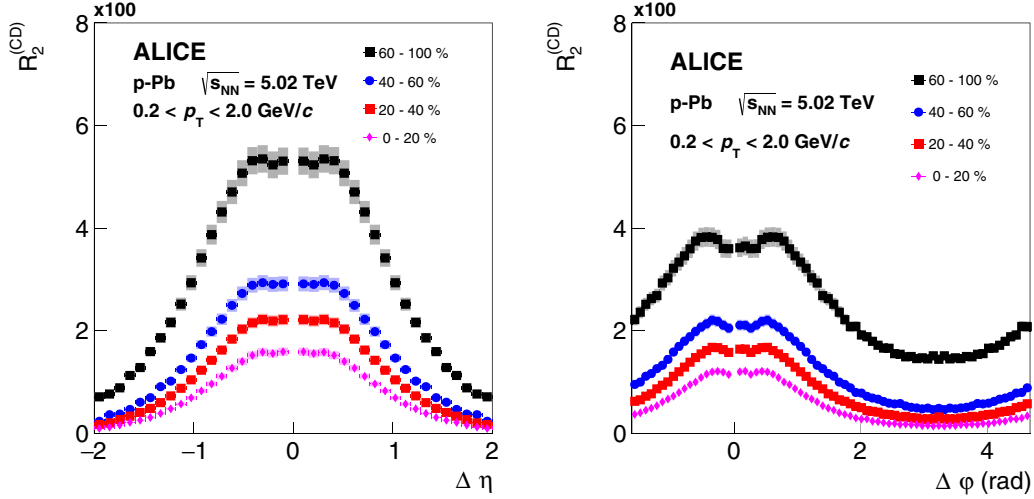 ×100
R₂^(CD)
8
6
4
2
0
ALICE
p-Pb √sNN = 5.02 TeV
0.2 < pT < 2.0 GeV/c
60 - 100 %
40 - 60 %
20 - 40 %
0 - 20 %
−2 −1 0 1 2
Δ η
×100
R₂^(CD)
8
6
4
2
0
ALICE
p-Pb √sNN = 5.02 TeV
0.2 < pT < 2.0 GeV/c
60 - 100 %
40 - 60 %
20 - 40 %
0 - 20 %
0 2 4
Δ φ (rad)